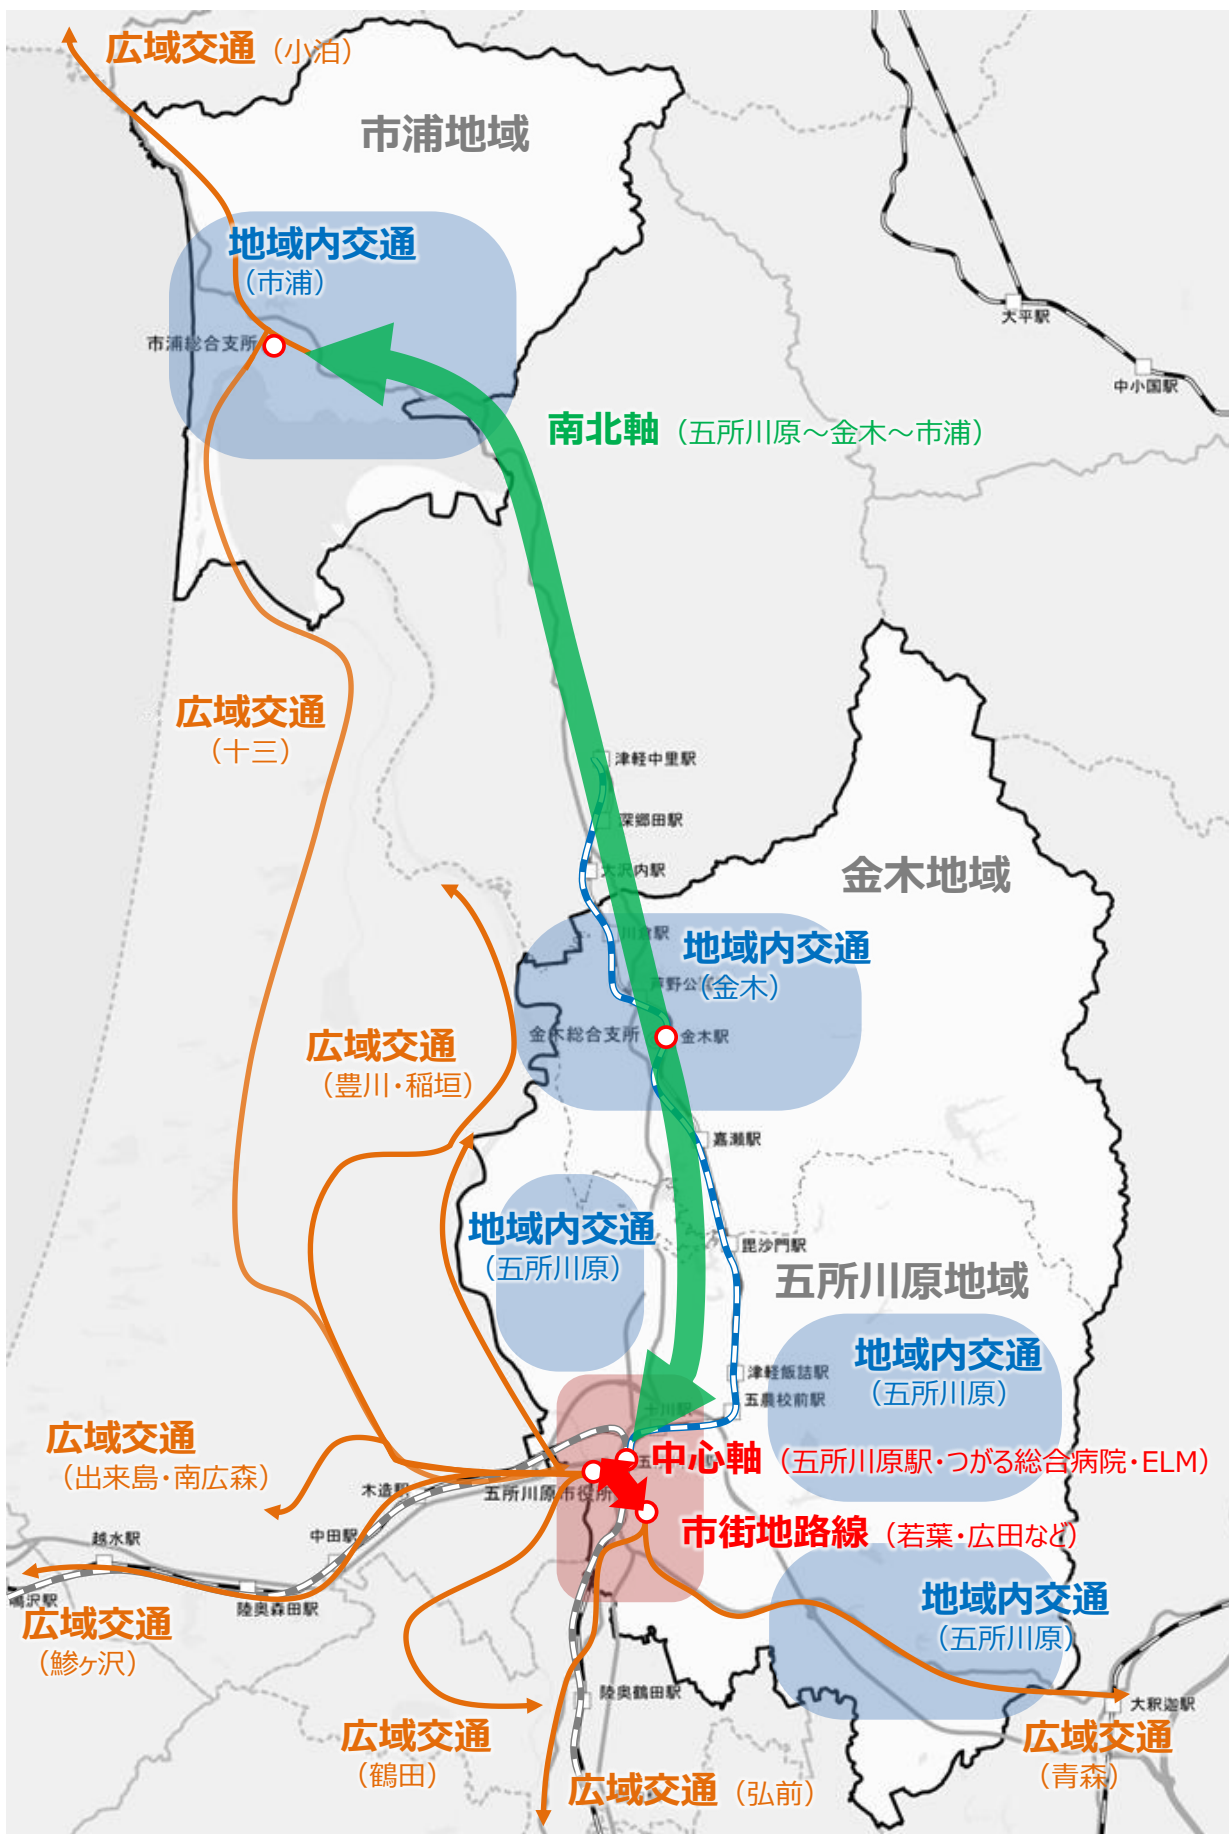 広域交通（小泊）
市浦地域
地域内交通
（市浦）
大平駅
市浦総合支所
中小国駅
南北軸（五所川原～金木～市浦）
広域交通
（十三）
津軽中里駅
深郷田駅
大沢内駅
金木地域
川倉駅
地域内交通
（金木）
芦野公
金木総合支所
金木駅
広域交通
（豊川・稲垣）
嘉瀬駅
地域内交通
（五所川原）
毘沙門駅
五所川原地域
地域内交通
（五所川原）
津軽飯詰駅
五農校前駅
十川駅
広域交通
（出来島・南広森）
中心軸（五所川原駅・つがる総合病院・ELM）
木造駅
五所川原市役所
市街地路線（若葉・広田など）
越水駅
中田駅
鳴沢駅
陸奥森田駅
広域交通
（鰺ヶ沢）
地域内交通
（五所川原）
陸奥鶴田駅
大釈迦駅
広域交通
（鶴田）
広域交通
（青森）
広域交通（弘前）